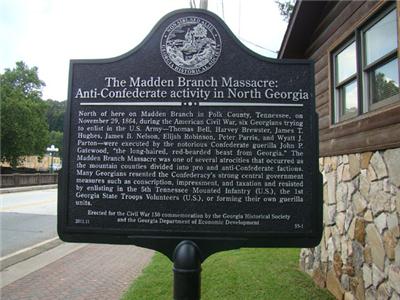 The Madden Branch Massacre:
Anti-Confederate activity in North Georgia
North of here on Madden Branch in Polk County, Tennessee, on
November 29, 1864, during the American Civil War, six Georgians trying
to enlist in the U.S. Army—Thomas Bell, Harvey Brewster, James T.
Hughes, James B. Nelson, Elijah Robinson, Peter Parris, and Wyatt J.
Parton—were executed by the notorious Confederate guerilla John P.
Gatewood, "the long-haired, red-bearded beast from Georgia." The
Madden Branch Massacre was one of several atrocities that occurred as
the mountain counties divided into pro and anti-Confederate factions.
Many Georgians resented the Confederacy's strong central government
measures such as conscription, impressment, and taxation and resisted
by enlisting in the 5th Tennessee Mounted Infantry (U.S.), the 1st
Georgia State Troops Volunteers (U.S.), or forming their own guerilla
units.
Erected for the Civil War 150 commemoration by the Georgia Historical Society
and the Georgia Department of Economic Development
2011.11 55-1